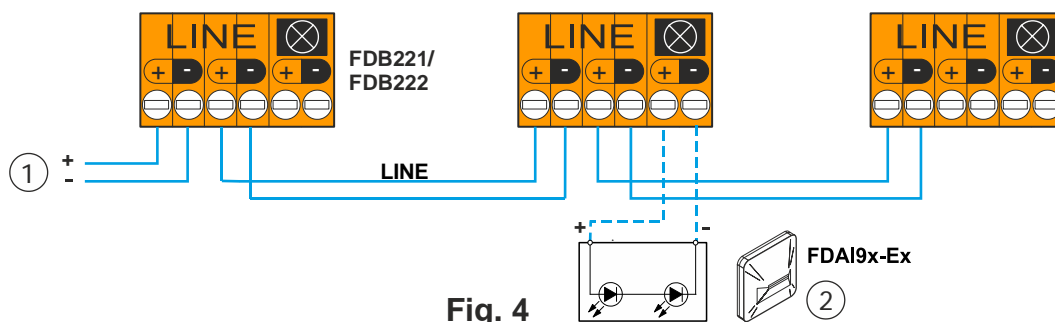 LINE LINE LINE
+ - + - + - + - + - + - + - + - + -
FDB221/
FDB222
1 + -
LINE
+ -
FDAI9x-Ex
2
Fig. 4